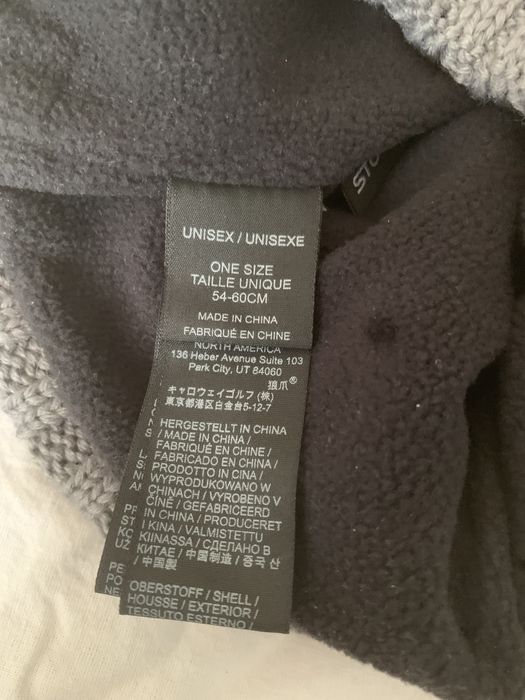 STO
UNISEX / UNISEXE
ONE SIZE
TAILLE UNIQUE
54-60CM
MADE IN CHINA
FABRIQUÉ EN CHINE
NORTH AMERICA
136 Heber Avenue Suite 103
Park City, UT 84060
狼爪®
キャロウェイゴルフ (株)
東京都港区白金台5-12-7
HERGESTELLT IN CHINA
/ MADE IN CHINA /
FABRIQUÉ EN CHINE /
FABRICADO EN CHINA /
PRODOTTO IN CINA /
WYPRODUKOWANO W
CHINACH / VYROBENO V
ČÍNĚ / GEFABRICEERD
IN CHINA / PRODUCERET
I KINA / VALMISTETTU
KIINASSA / СДЕЛАНО В
КИТАЕ / 中国制造 / 중국 산
/ 中国製
OBERSTOFF / SHELL /
HOUSSE / EXTERIOR /
TESSUTO ESTERNO /